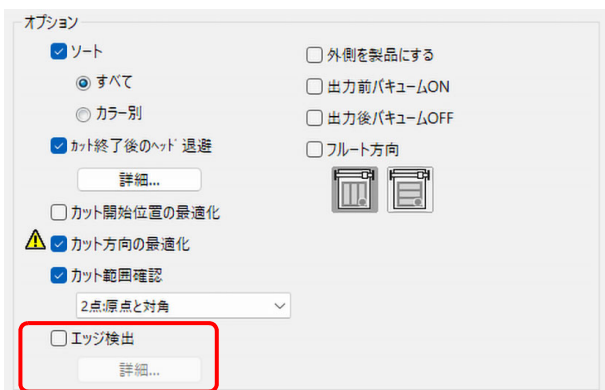 オプション
ソート
すべて
カラー別
ｶｯﾄ終了後のﾍｯﾄﾞ退避
詳細...
カット開始位置の最適化
カット方向の最適化
カット範囲確認
2点:原点と対角
エッジ検出
詳細...
外側を製品にする
出力前バキュームON
出力後バキュームOFF
フルート方向